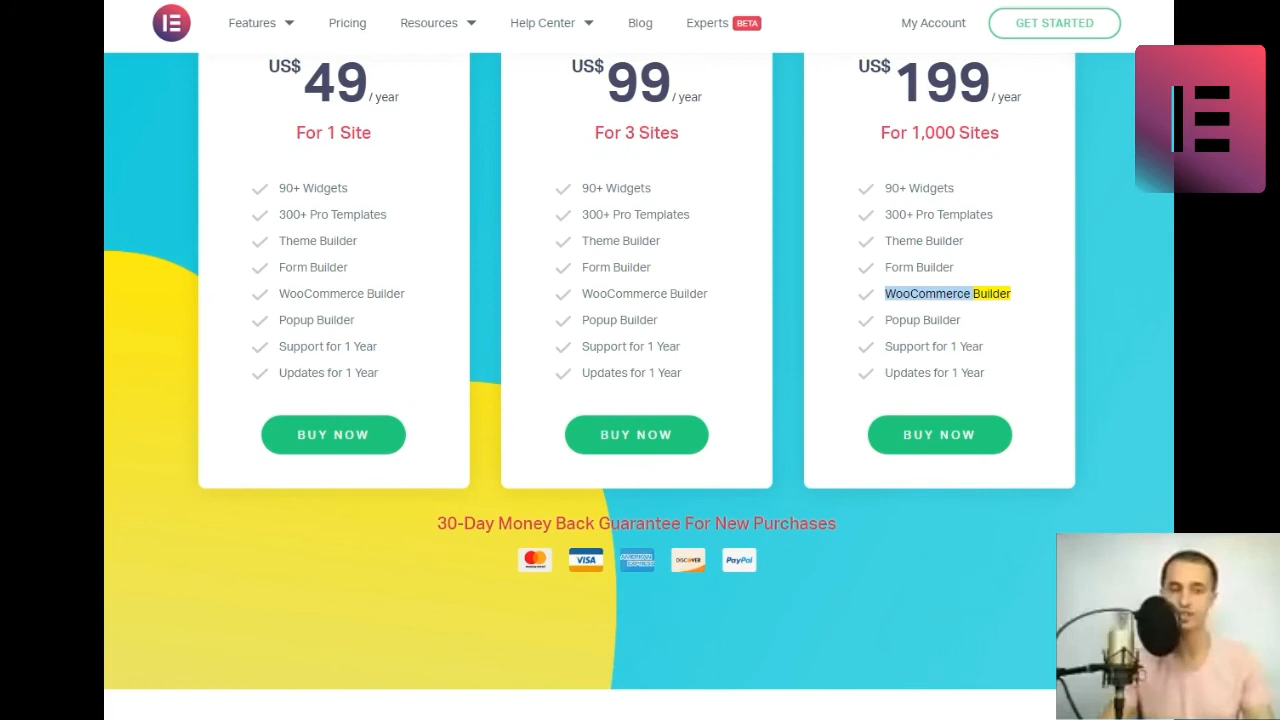 Features Pricing Resources Help Center Blog Experts BETA My Account GET STARTED
US$ 49 / year
For 1 Site
90+ Widgets
300+ Pro Templates
Theme Builder
Form Builder
WooCommerce Builder
Popup Builder
Support for 1 Year
Updates for 1 Year
BUY NOW
US$ 99 / year
For 3 Sites
90+ Widgets
300+ Pro Templates
Theme Builder
Form Builder
WooCommerce Builder
Popup Builder
Support for 1 Year
Updates for 1 Year
BUY NOW
US$ 199 / year
For 1,000 Sites
90+ Widgets
300+ Pro Templates
Theme Builder
Form Builder
WooCommerce Builder
Popup Builder
Support for 1 Year
Updates for 1 Year
BUY NOW
30-Day Money Back Guarantee For New Purchases
VISA AMERICAN EXPRESS DISCOVER PayPal